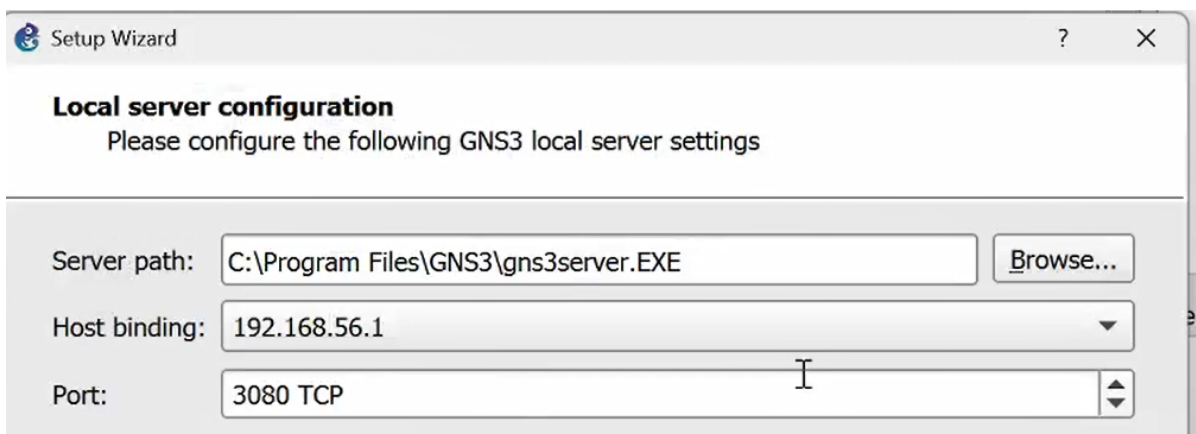 Setup Wizard ?
Local server configuration
Please configure the following GNS3 local server settings
Server path: C:\Program Files\GNS3\gns3server.EXE Browse...
Host binding: 192.168.56.1
Port: 3080 TCP